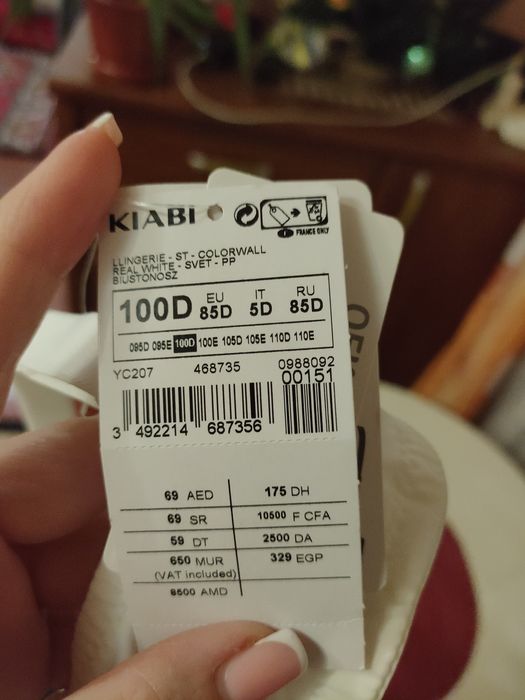 KIABI
FRANCE ONLY
LLINGERIE - ST - COLORWALL
REAL WHITE - SVET - PP
BIUSTONOSZ
100D EU 85D IT 5D RU 85D
095D 095E 100D 100E 105D 105E 110D 110E
YC207 468735 0988092
00151
3 492214 687356
69 AED 175 DH
69 SR 10500 F CFA
59 DT 2500 DA
650 MUR 329 EGP
(VAT included)
8500 AMD